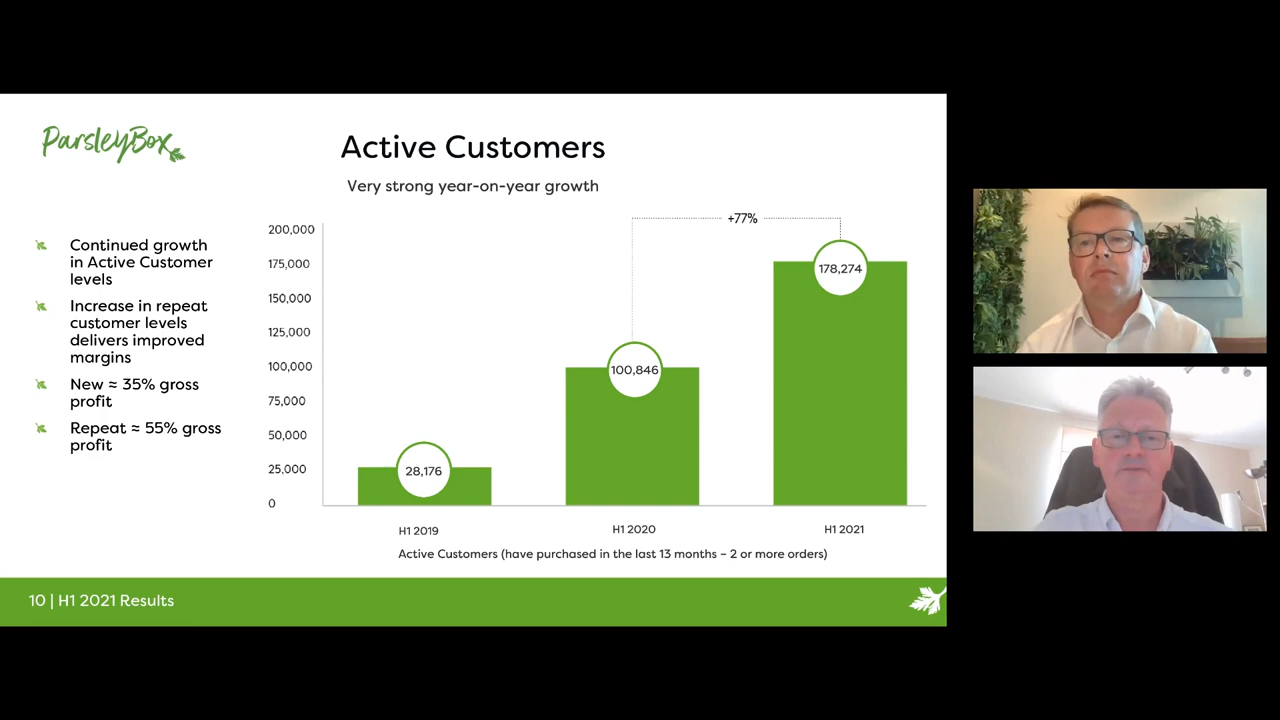 ParsleyBox
Active Customers
Very strong year-on-year growth
Continued growth
in Active Customer
levels
Increase in repeat
customer levels
delivers improved
margins
New ≈ 35% gross
profit
Repeat ≈ 55% gross
profit
+77%
200,000
175,000
150,000
125,000
100,000
75,000
50,000
25,000
0
28,176
100,846
178,274
H1 2019
H1 2020
H1 2021
Active Customers (have purchased in the last 13 months – 2 or more orders)
10 | H1 2021 Results